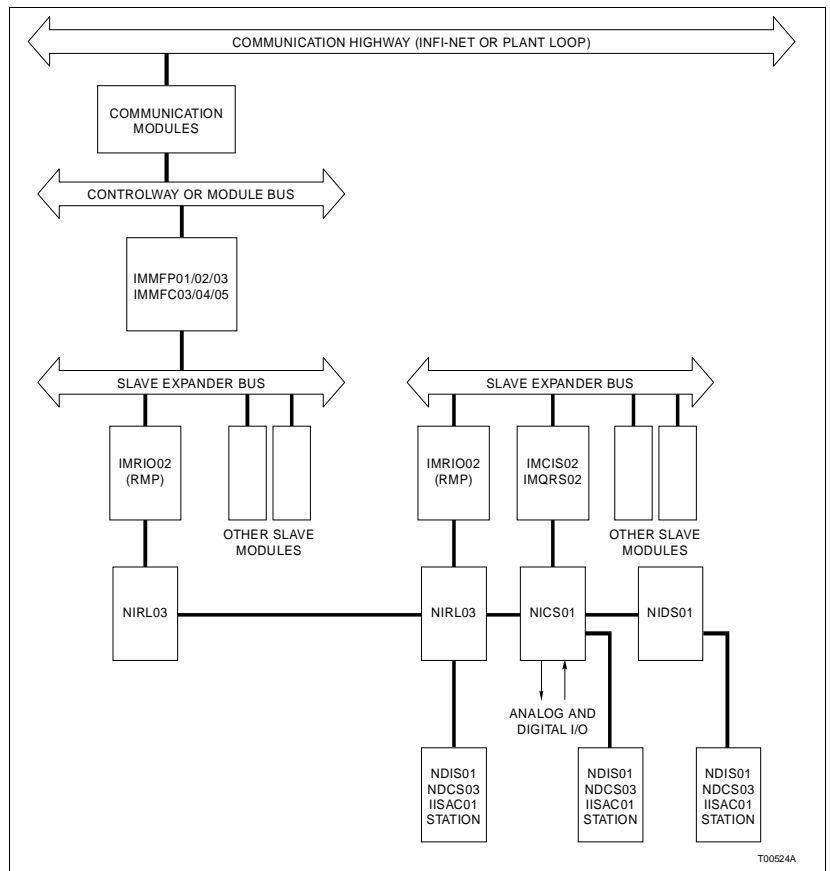 COMMUNICATION HIGHWAY (INFI-NET OR PLANT LOOP)
COMMUNICATION
MODULES
CONTROLWAY OR MODULE BUS
IMMFP01/02/03
IMMFC03/04/05
SLAVE EXPANDER BUS
SLAVE EXPANDER BUS
IMRIO02
(RMP)
OTHER SLAVE
MODULES
IMRIO02
(RMP)
IMCIS02
IMQRS02
OTHER SLAVE
MODULES
NIRL03
NIRL03
NICS01
NIDS01
ANALOG AND
DIGITAL I/O
NDIS01
NDCS03
IISAC01
STATION
NDIS01
NDCS03
IISAC01
STATION
NDIS01
NDCS03
IISAC01
STATION
T00524A